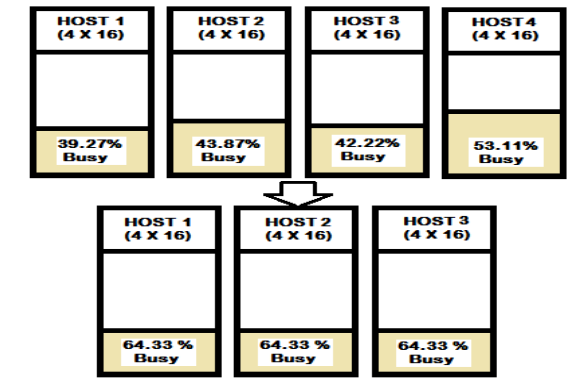 HOST 1
(4 X 16)
HOST 2
(4 X 16)
HOST 3
(4 X 16)
HOST4
(4 X 16)
39.27%
Busy
43.87%
Busy
42.22%
Busy
53.11%
Busy
HOST 1
(4 X 16)
HOST 2
(4 X 16)
HOST 3
(4 X 16)
64.33 %
Busy
64.33 %
Busy
64.33 %
Busy